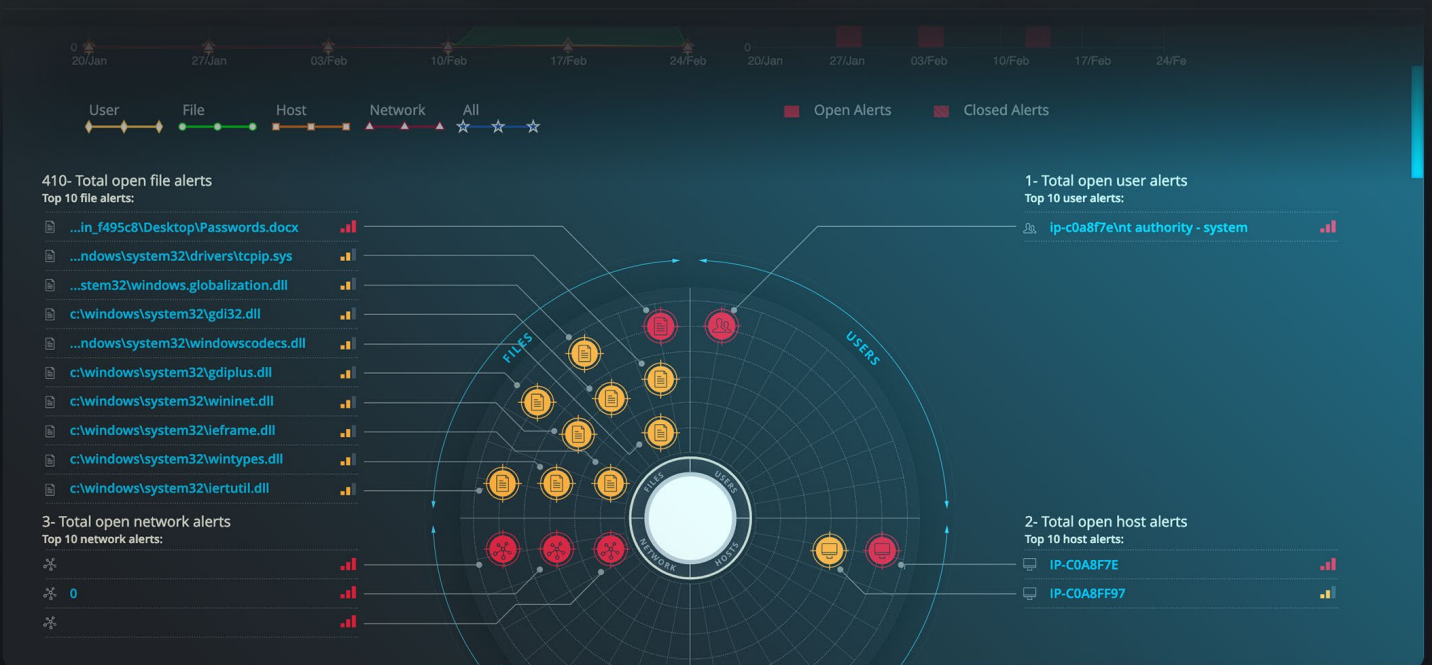 0
20/Jan 27/Jan 03/Feb 10/Feb 17/Feb 24/Feb
0
20/Jan 27/Jan 03/Feb 10/Feb 17/Feb 24/Fe
User File Host Network All
Open Alerts Closed Alerts
410- Total open file alerts
Top 10 file alerts:
...in_f495c8\Desktop\Passwords.docx
...ndows\system32\drivers\tcpip.sys
...stem32\windows.globalization.dll
c:\windows\system32\gdi32.dll
...ndows\system32\windowscodecs.dll
c:\windows\system32\gdiplus.dll
c:\windows\system32\wininet.dll
c:\windows\system32\ieframe.dll
c:\windows\system32\wintypes.dll
c:\windows\system32\iertutil.dll
3- Total open network alerts
Top 10 network alerts:
0
FILES
USERS
FILES
USERS
NETWORK
HOSTS
1- Total open user alerts
Top 10 user alerts:
ip-c0a8f7e\nt authority - system
2- Total open host alerts
Top 10 host alerts:
IP-C0A8F7E
IP-C0A8FF97